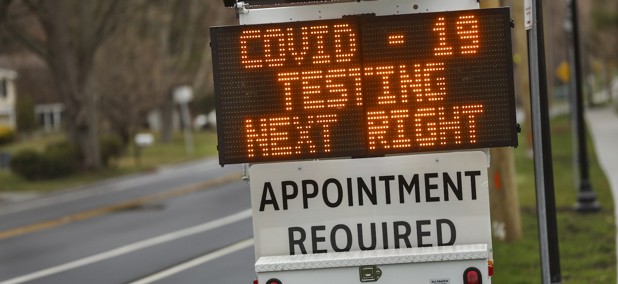 COVID - 19
TESTING
NEXT RIGHT
APPOINTMENT
REQUIRED